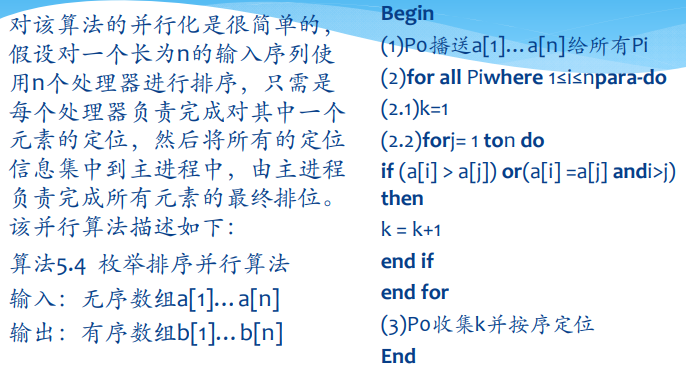 对该算法的并行化是很简单的，
假设对一个长为n的输入序列使
用n个处理器进行排序，只需是
每个处理器负责完成对其中一个
元素的定位，然后将所有的定位
信息集中到主进程中，由主进程
负责完成所有元素的最终排位。
该并行算法描述如下：
算法5.4 枚举排序并行算法
输入：无序数组a[1]…a[n]
输出：有序数组b[1]…b[n]
Begin
(1)P0播送a[1]…a[n]给所有Pi
(2)for all Piwhere 1≤i≤npara-do
(2.1)k=1
(2.2)forj= 1 ton do
if (a[i] > a[j]) or(a[i] =a[j] andi>j)
then
k = k+1
end if
end for
(3)P0收集k并按序定位
End